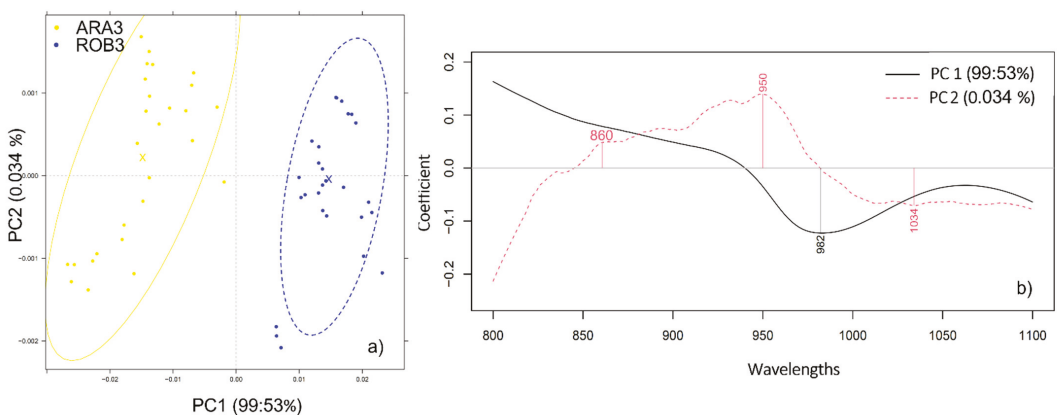 ARA3
ROB3
0.001
0.000
-0.001
-0.002
PC2 (0.034 %)
-0.02
-0.01
0.00
0.01
0.02
PC1 (99:53%)
a)
0.2
0.1
0.0
-0.1
-0.2
Coefficient
PC 1 (99:53%)
PC 2 (0.034 %)
860
950
982
1034
b)
800
850
900
950
1000
1050
1100
Wavelengths